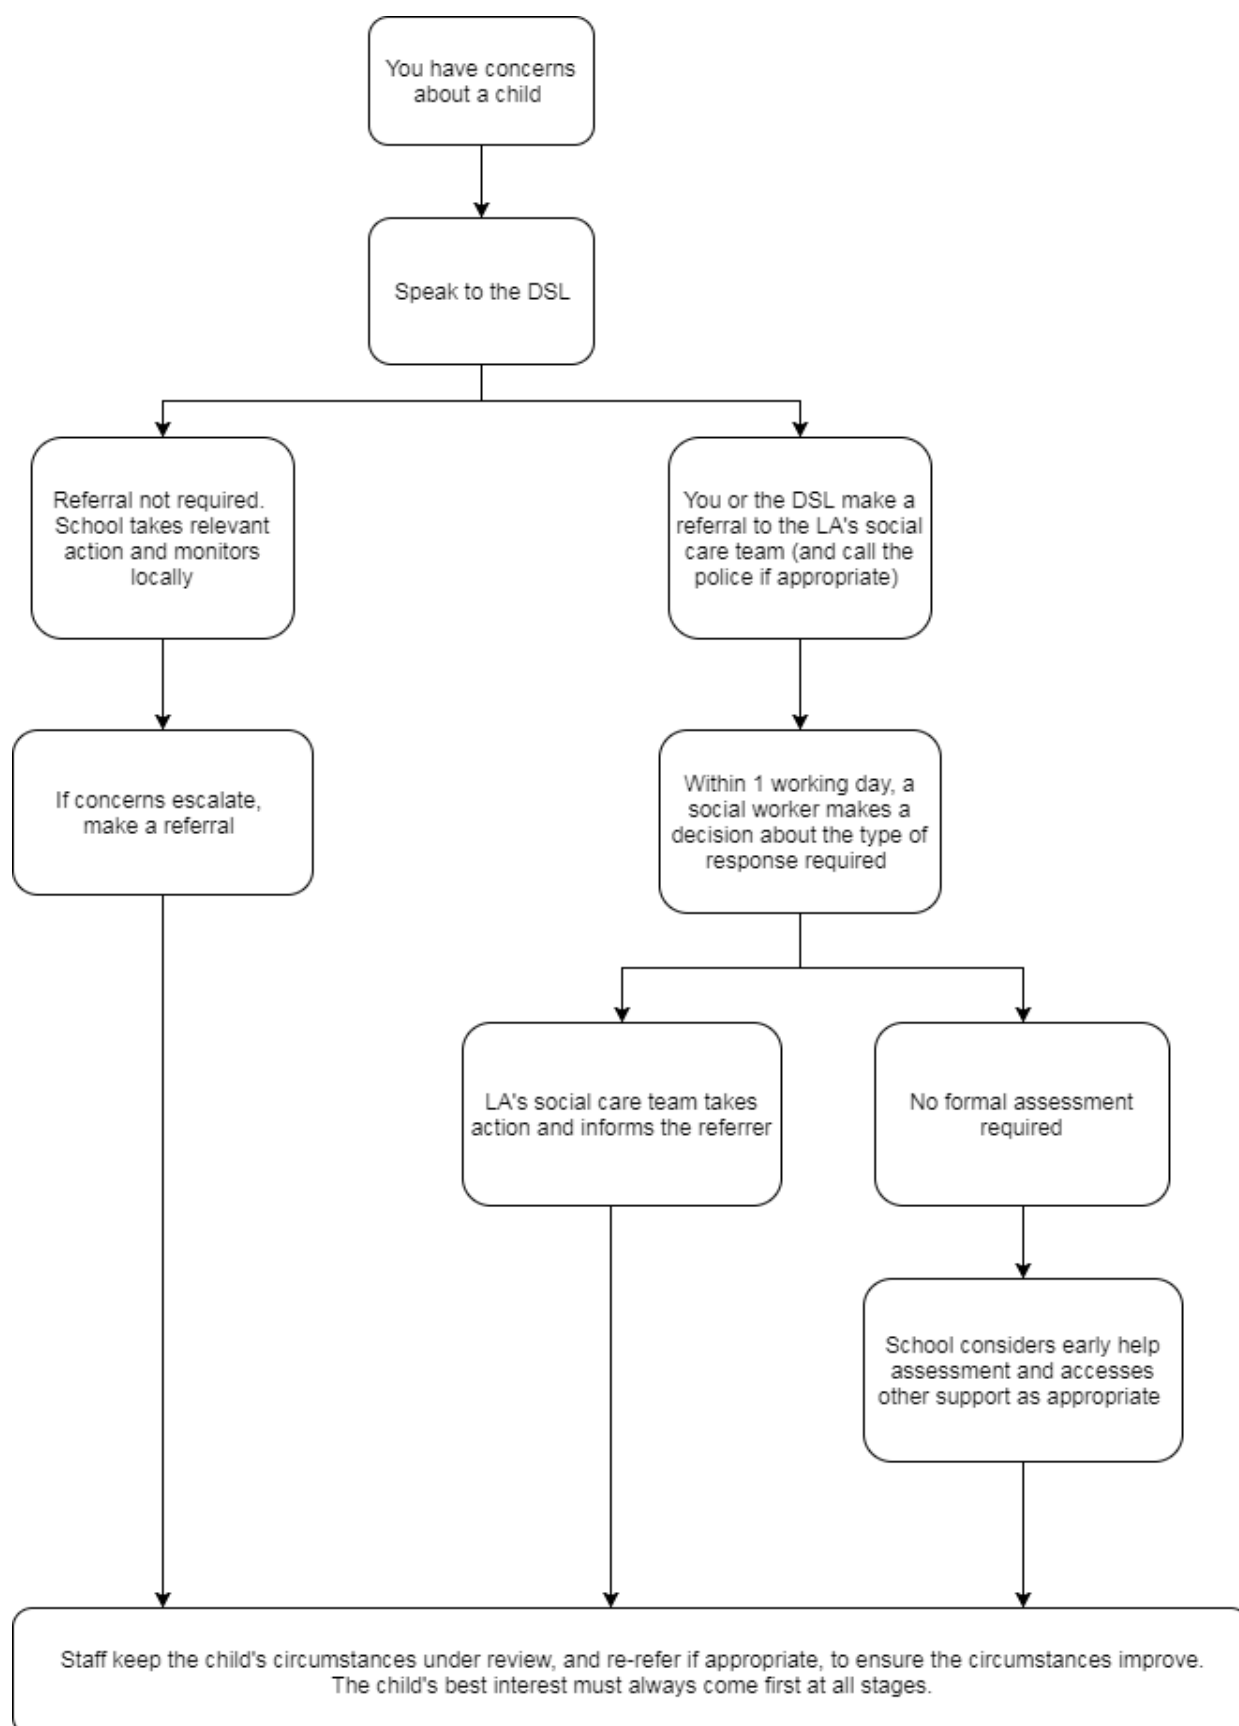 You have concerns
about a child
Speak to the DSL
Referral not required.
School takes relevant
action and monitors
locally
You or the DSL make a
referral to the LA's social
care team (and call the
police if appropriate)
If concerns escalate,
make a referral
Within 1 working day, a
social worker makes a
decision about the type of
response required
LA's social care team takes
action and informs the referrer
No formal assessment
required
School considers early help
assessment and accesses
other support as appropriate
Staff keep the child's circumstances under review, and re-refer if appropriate, to ensure the circumstances improve.
The child's best interest must always come first at all stages.